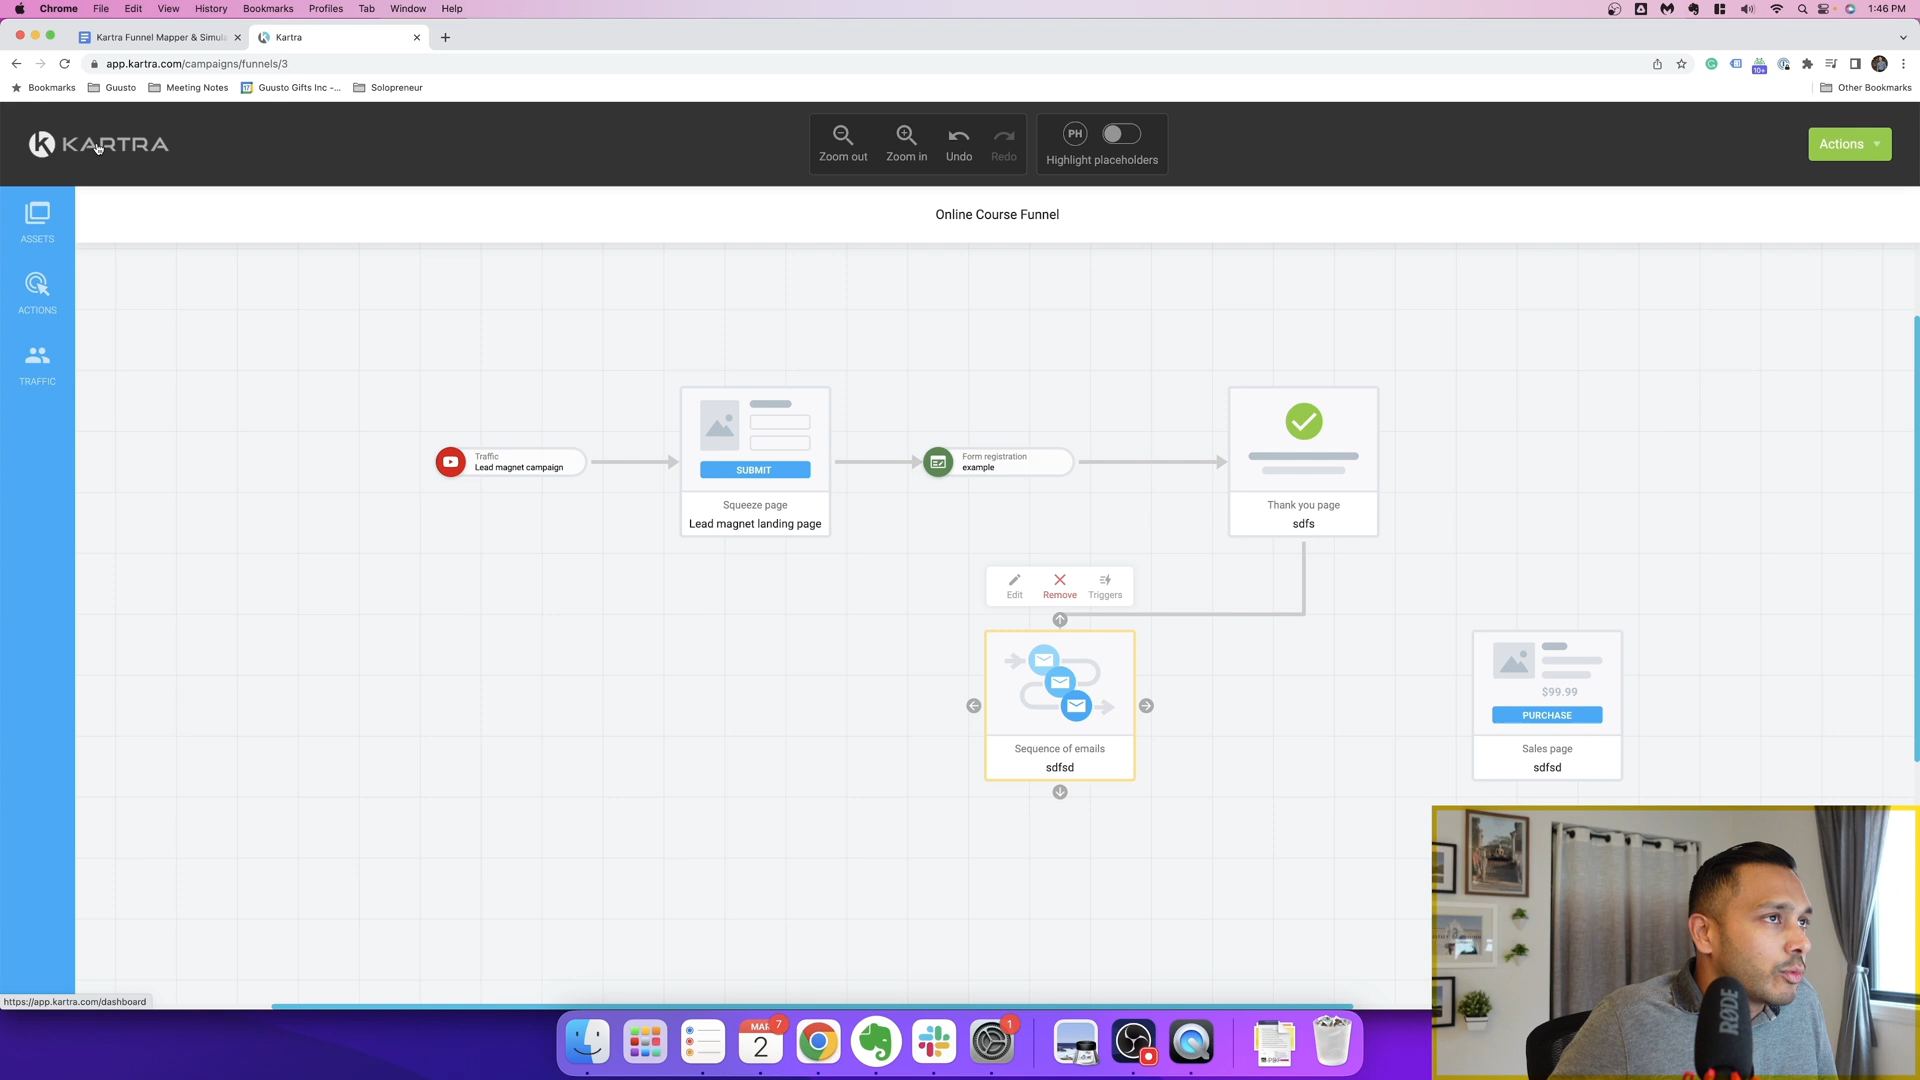 Chrome File Edit View History Bookmarks Profiles Tab Window Help 1:46 PM
Kartra Funnel Mapper & Simula Kartra
app.kartra.com/campaigns/funnels/3
10+
Bookmarks Guusto Meeting Notes 17 Guusto Gifts Inc -... Solopreneur Other Bookmarks
K KARTRA
Zoom out Zoom in Undo Redo
PH
Highlight placeholders
Actions
ASSETS
ACTIONS
TRAFFIC
Online Course Funnel
Traffic
Lead magnet campaign
SUBMIT
Squeeze page
Lead magnet landing page
Form registration
example
Thank you page
sdfs
Edit Remove Triggers
Sequence of emails
sdfsd
$99.99
PURCHASE
Sales page
sdfsd
https://app.kartra.com/dashboard
MAR 7
2
1
RØDE